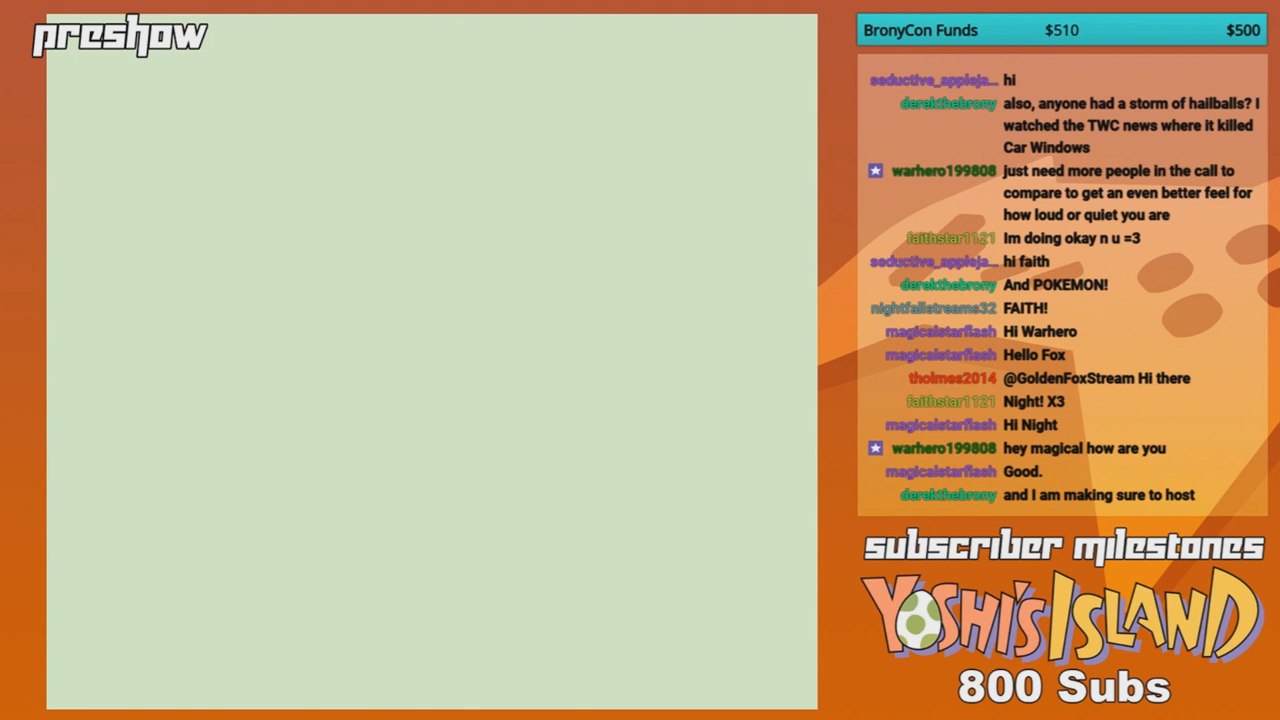 preshow
BronyCon Funds $510 $500
seductive_appleja... hi
derekthebrony also, anyone had a storm of hailballs? I
watched the TWC news where it killed
Car Windows
warhero199808 just need more people in the call to
compare to get an even better feel for
how loud or quiet you are
faithstar1121 Im doing okay n u =3
seductive_appleja... hi faith
derekthebrony And POKEMON!
nightfallstreams32 FAITH!
magicalstarflash Hi Warhero
magicalstarflash Hello Fox
tholmes2014 @GoldenFoxStream Hi there
faithstar1121 Night! X3
magicalstarflash Hi Night
warhero199808 hey magical how are you
magicalstarflash Good.
derekthebrony and I am making sure to host
subscriber milestones
YOSHI'S ISLAND
800 Subs